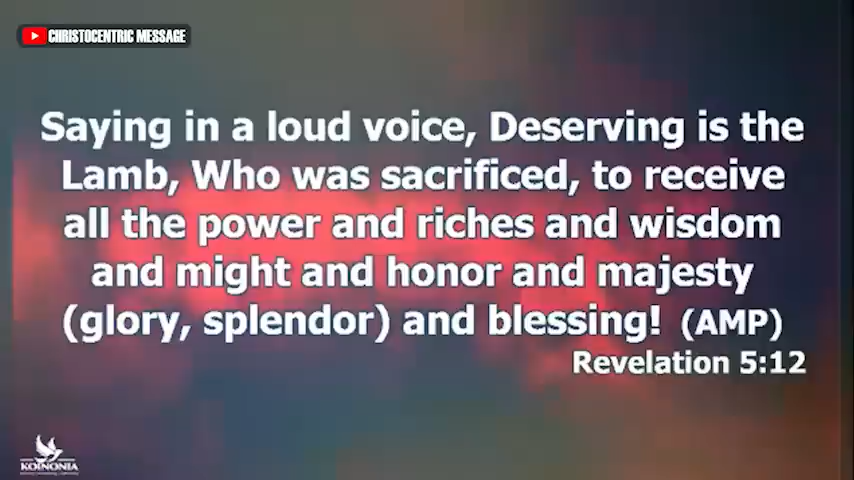 CHRISTOCENTRIC MESSAGE
Saying in a loud voice, Deserving is the
Lamb, Who was sacrificed, to receive
all the power and riches and wisdom
and might and honor and majesty
(glory, splendor) and blessing! (AMP)
Revelation 5:12
KOINONIA